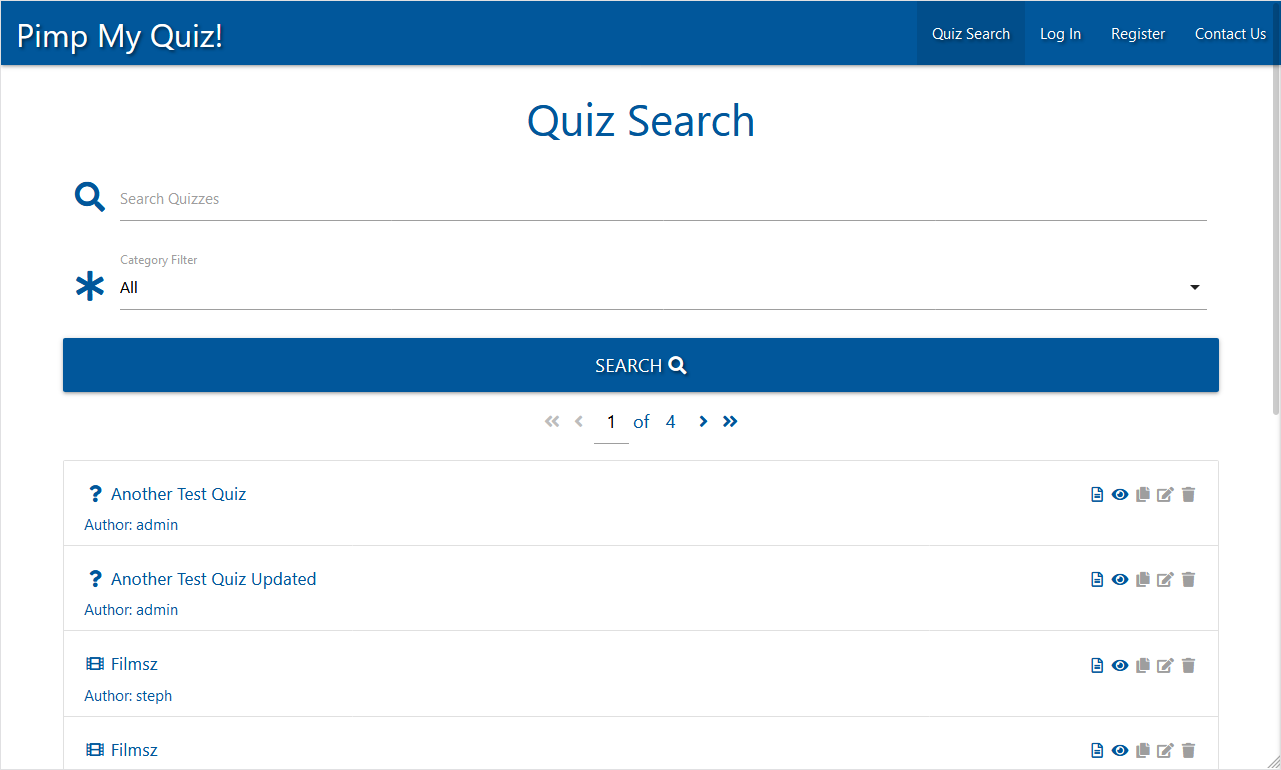 Pimp My Quiz!
Quiz Search
Log In
Register
Contact Us
Quiz Search
Search Quizzes
Category Filter
All
SEARCH
1 of 4
Another Test Quiz
Author: admin
Another Test Quiz Updated
Author: admin
Filmsz
Author: steph
Filmsz